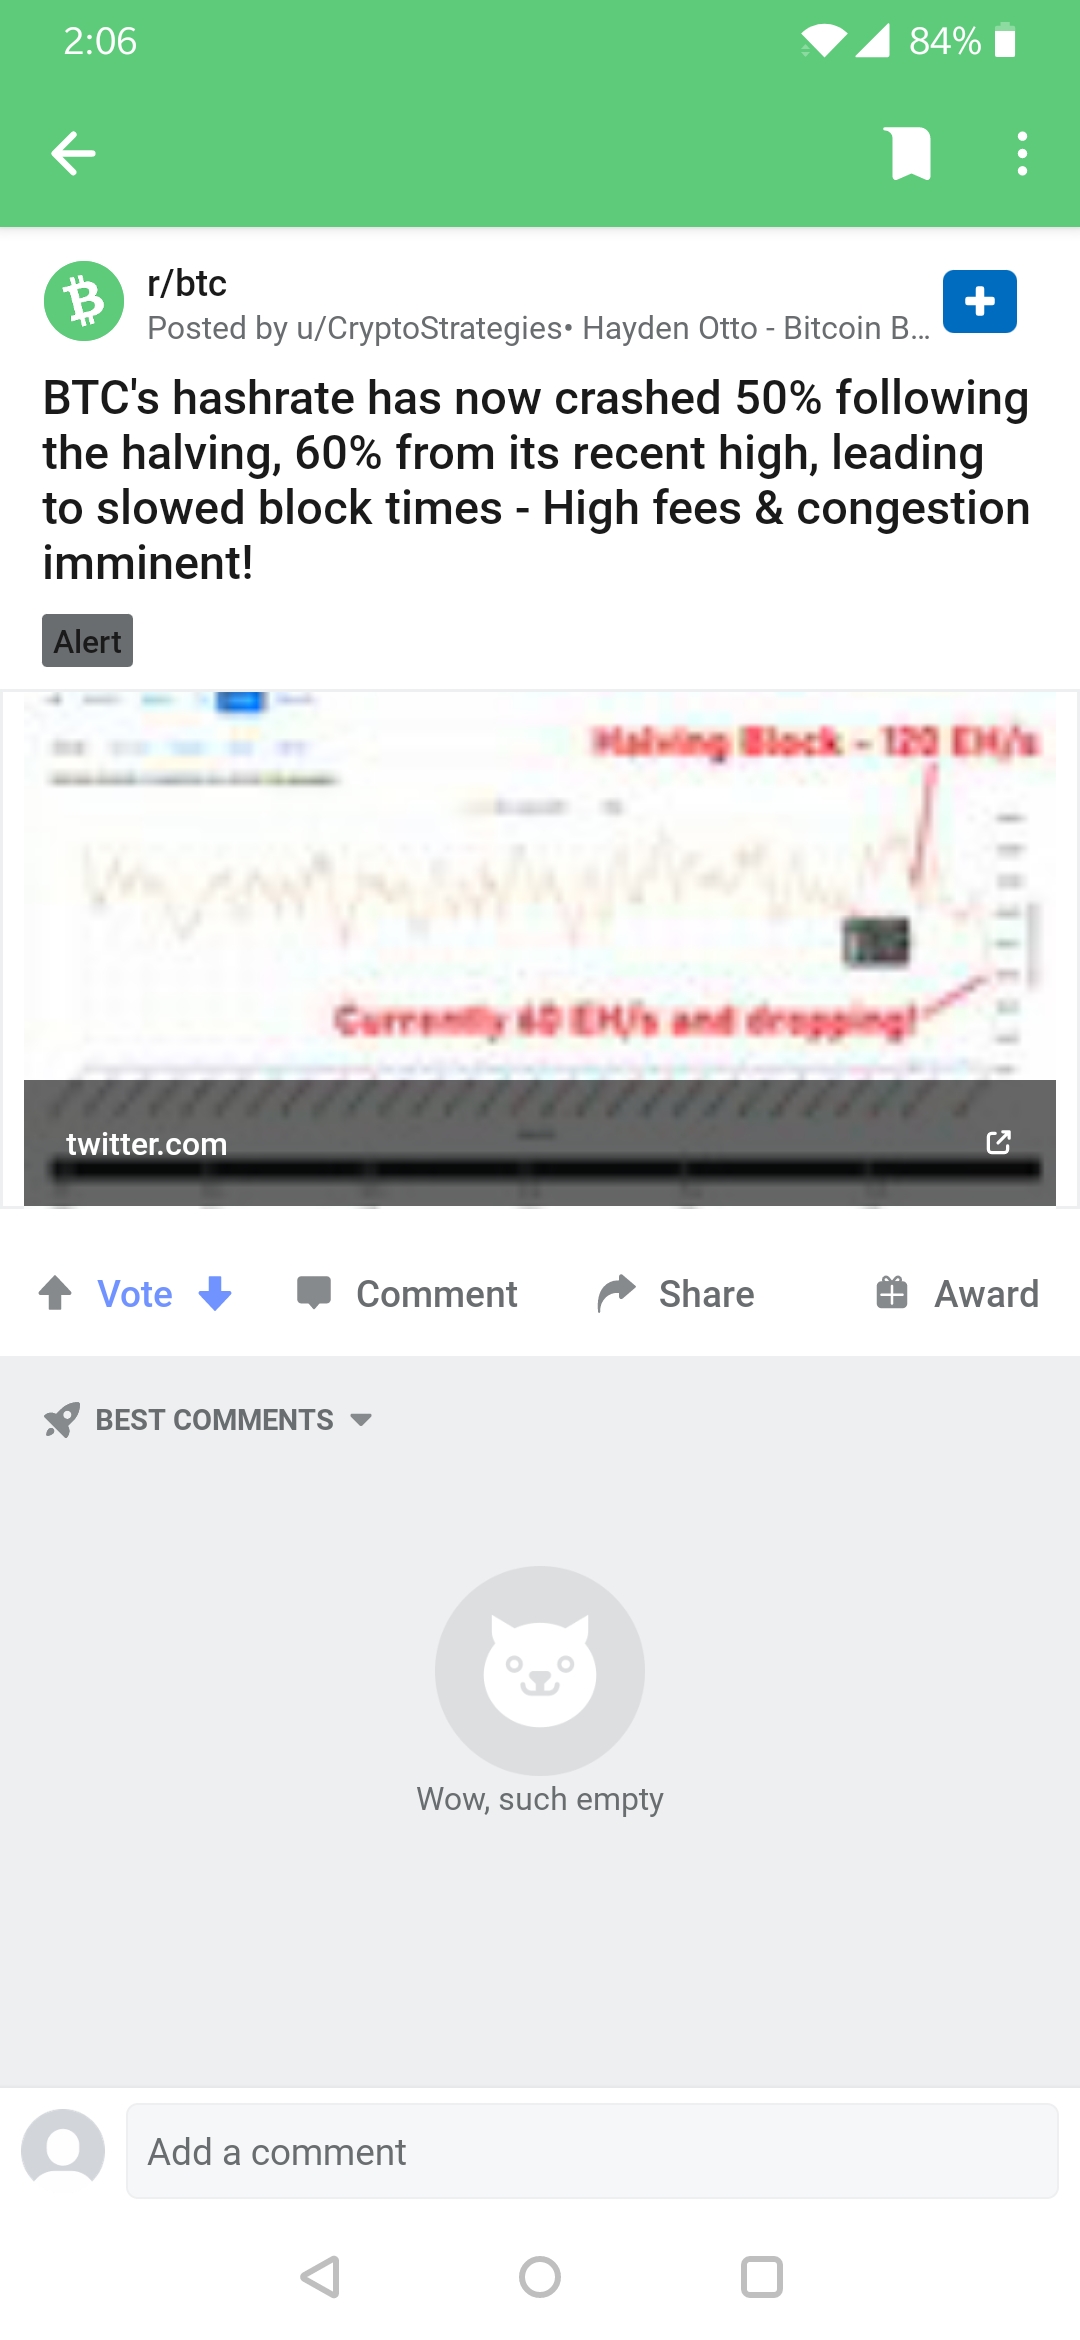 2:06
84%
r/btc
Posted by u/CryptoStrategies• Hayden Otto - Bitcoin B...
BTC's hashrate has now crashed 50% following
the halving, 60% from its recent high, leading
to slowed block times - High fees & congestion
imminent!
Alert
Halving Block - 120 EH/s
Currently 60 EH/s and dropping!
twitter.com
Vote
Comment
Share
Award
BEST COMMENTS
Wow, such empty
Add a comment